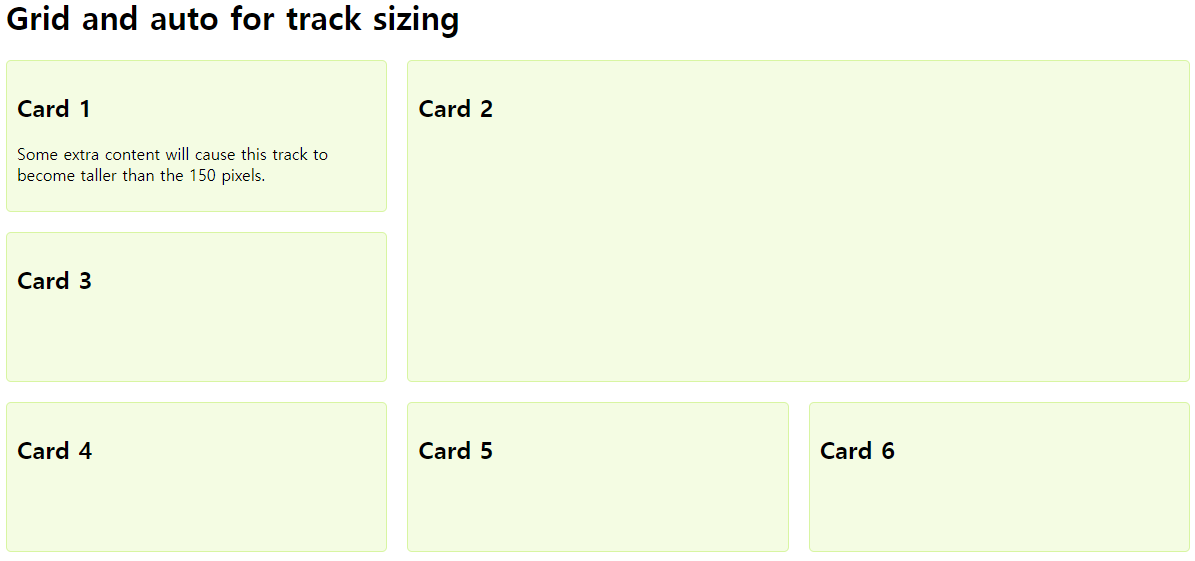 Grid and auto for track sizing
Card 1
Some extra content will cause this track to
become taller than the 150 pixels.
Card 2
Card 3
Card 4
Card 5
Card 6